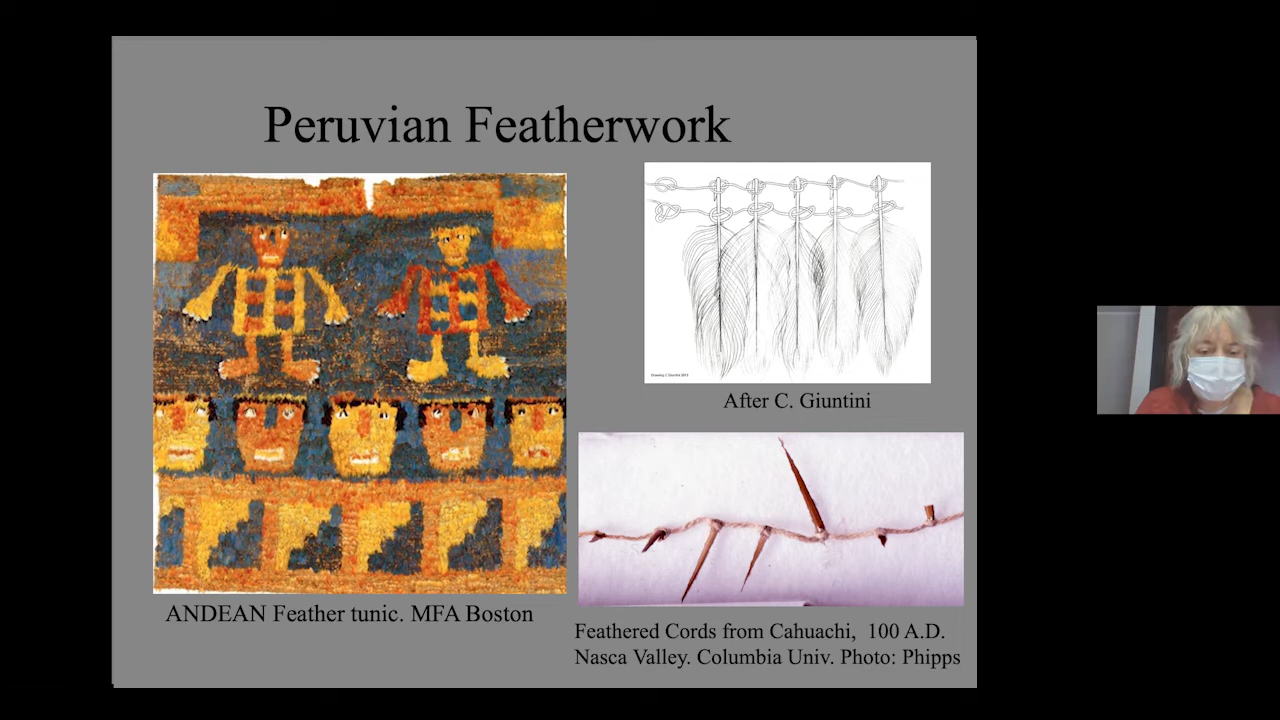 Peruvian Featherwork
After C. Giuntini
ANDEAN Feather tunic. MFA Boston
Feathered Cords from Cahuachi, 100 A.D.
Nasca Valley. Columbia Univ. Photo: Phipps